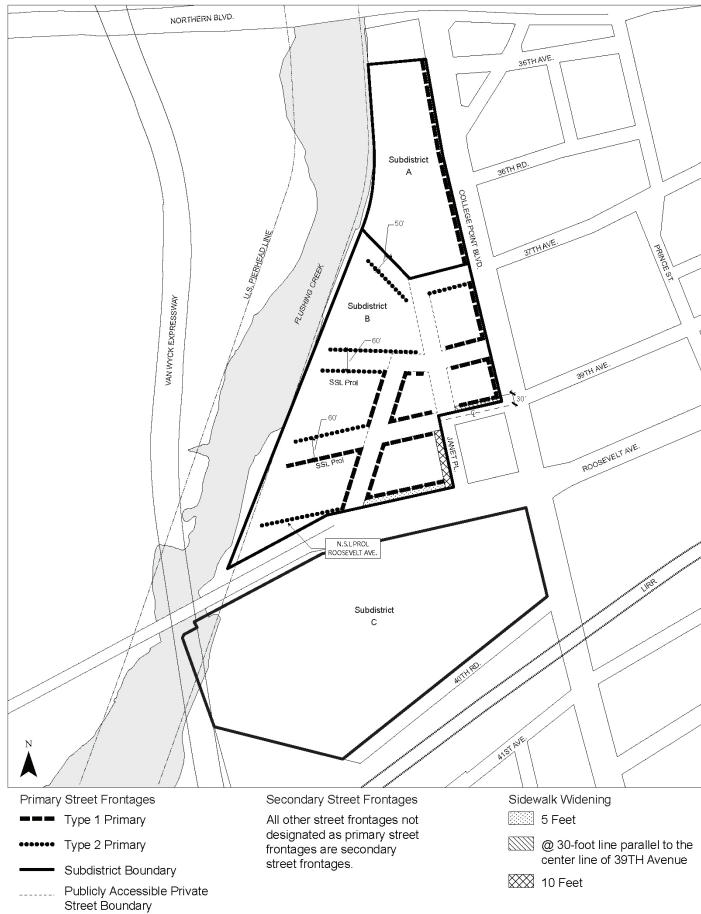 NORTHERN BLVD.
36TH AVE.
Subdistrict
A
36TH RD.
COLLEGE POINT BLVD.
50'
37TH AVE.
PRINCE ST.
U.S. PIERHEAD LINE
FLUSHING CREEK
VAN WYCK EXPRESSWAY
Subdistrict
B
60'
SSL Prol
39TH AVE.
30'
60'
SSL Prol
JANET PL.
ROOSEVELT AVE.
N.S.L PROL
ROOSEVELT AVE.
Subdistrict
C
LIRR
40TH RD.
41ST AVE.
N
Primary Street Frontages
Type 1 Primary
Type 2 Primary
Subdistrict Boundary
Publicly Accessible Private
Street Boundary
Secondary Street Frontages
All other street frontages not
designated as primary street
frontages are secondary
street frontages.
Sidewalk Widening
5 Feet
@ 30-foot line parallel to the
center line of 39TH Avenue
10 Feet